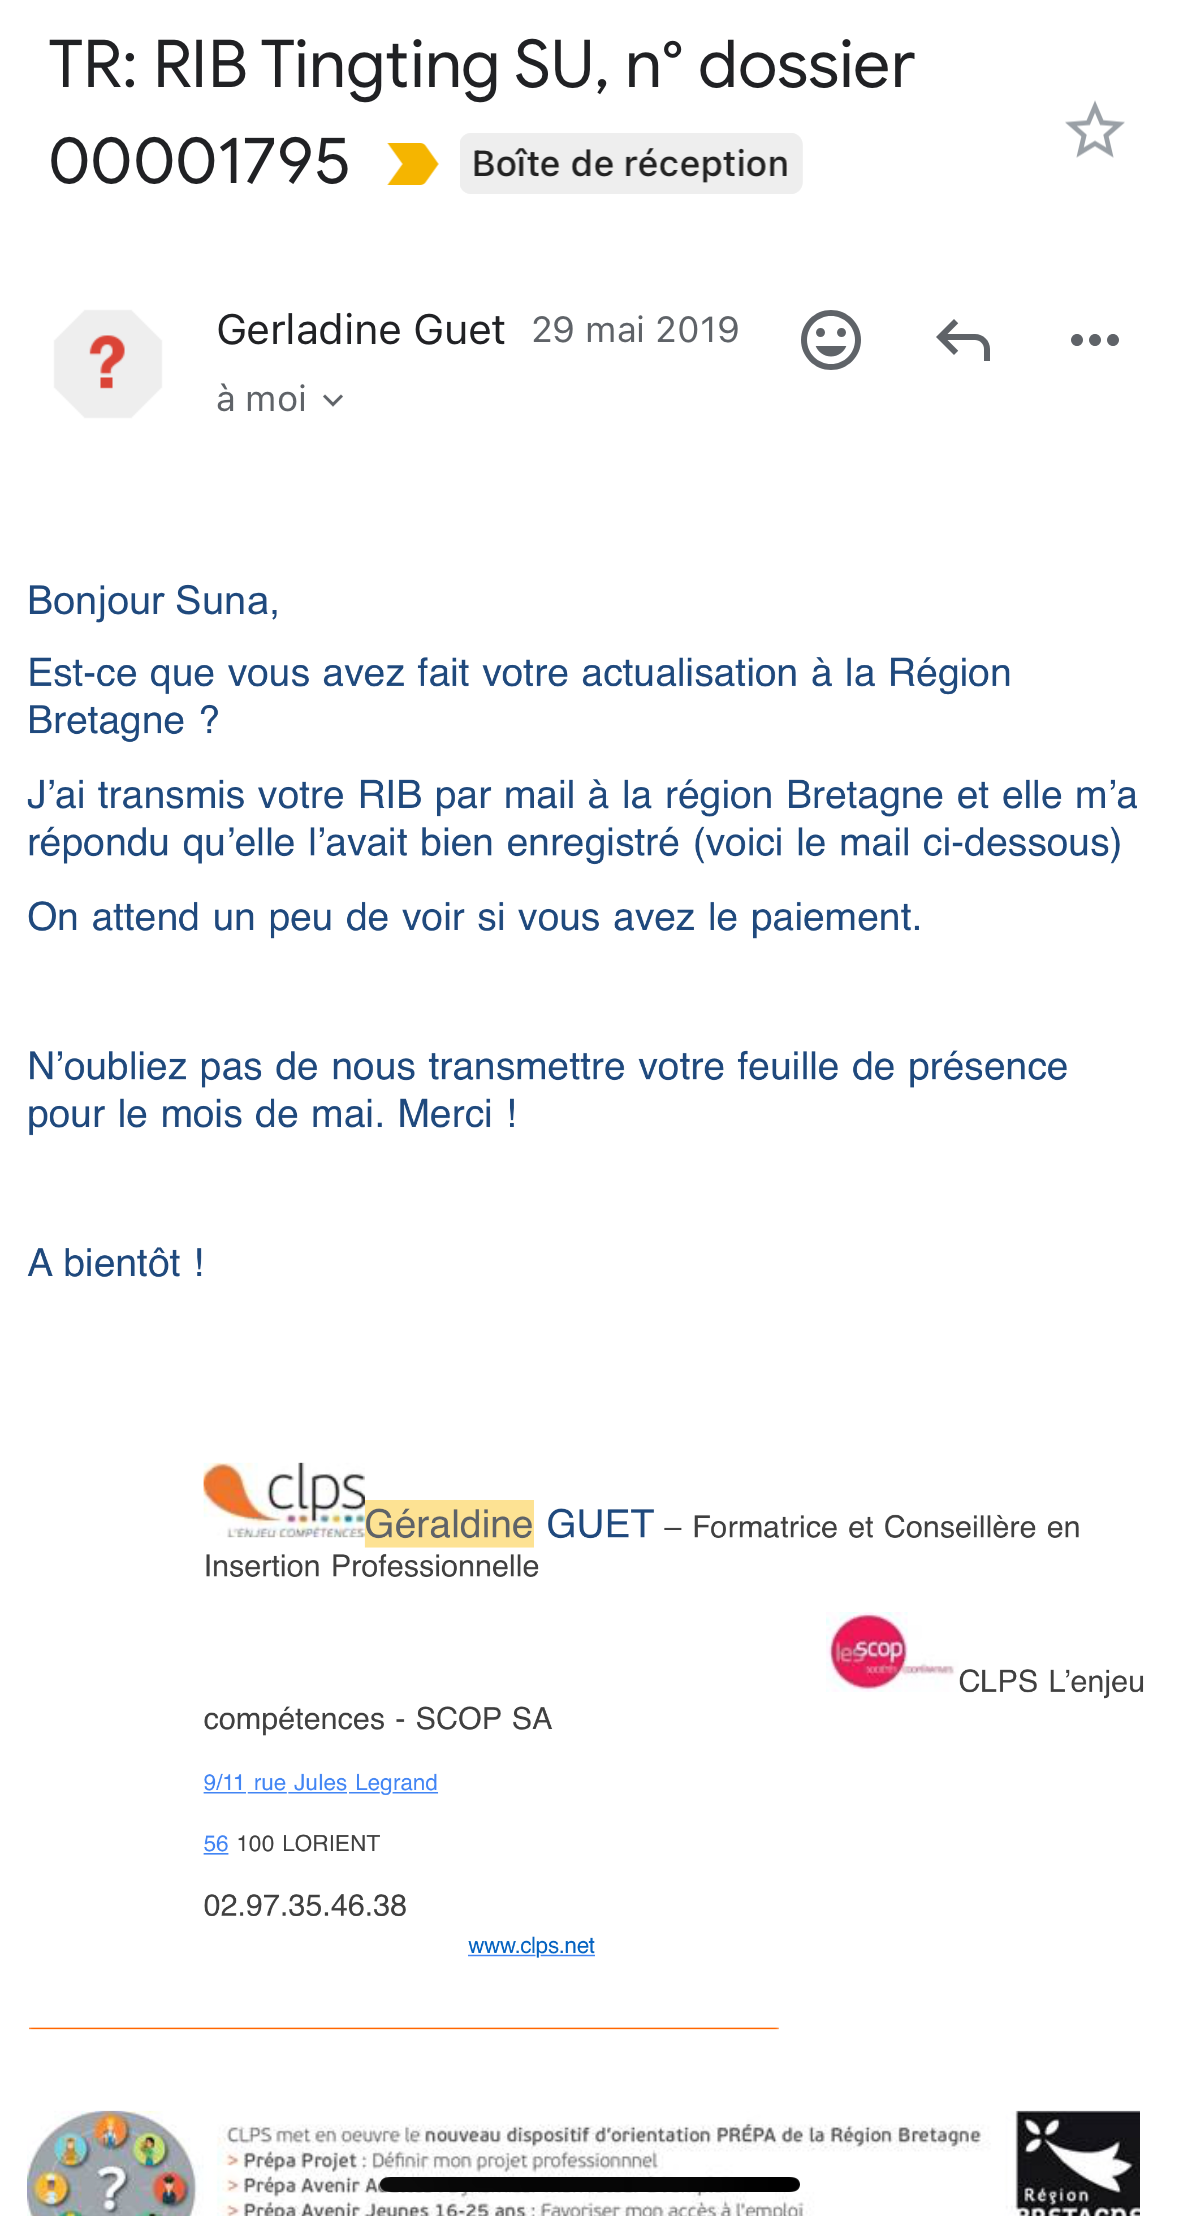 TR: RIB Tingting SU, n° dossier
00001795 Boîte de réception
Gerladine Guet 29 mai 2019
à moi
Bonjour Suna,
Est-ce que vous avez fait votre actualisation à la Région
Bretagne ?
J’ai transmis votre RIB par mail à la région Bretagne et elle m’a
répondu qu’elle l’avait bien enregistré (voici le mail ci-dessous)
On attend un peu de voir si vous avez le paiement.
N’oubliez pas de nous transmettre votre feuille de présence
pour le mois de mai. Merci !
A bientôt !
clps
L'ENJEU COMPÉTENCES
Géraldine GUET – Formatrice et Conseillère en
Insertion Professionnelle
lesscop
CLPS L’enjeu
compétences - SCOP SA
9/11 rue Jules Legrand
56 100 LORIENT
02.97.35.46.38
www.clps.net
?
CLPS met en oeuvre le nouveau dispositif d'orientation PRÉPA de la Région Bretagne
> Prépa Projet : Définir mon projet professionnnel
> Prépa Avenir
> Prépa Avenir Jeunes 16-25 ans : Favoriser mon accès à l'emploi
Région
BRETAGNE